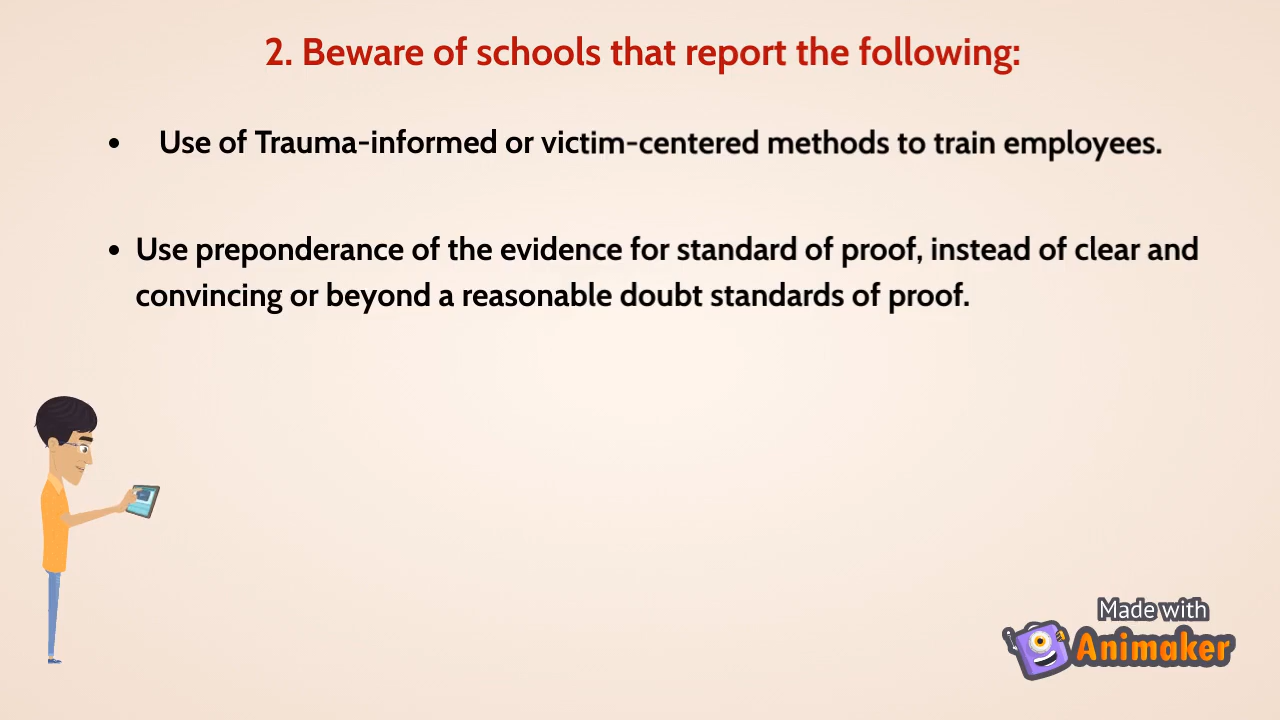 2. Beware of schools that report the following:
• Use of Trauma-informed or victim-centered methods to train employees.
• Use preponderance of the evidence for standard of proof, instead of clear and
convincing or beyond a reasonable doubt standards of proof.
Made with
Animaker